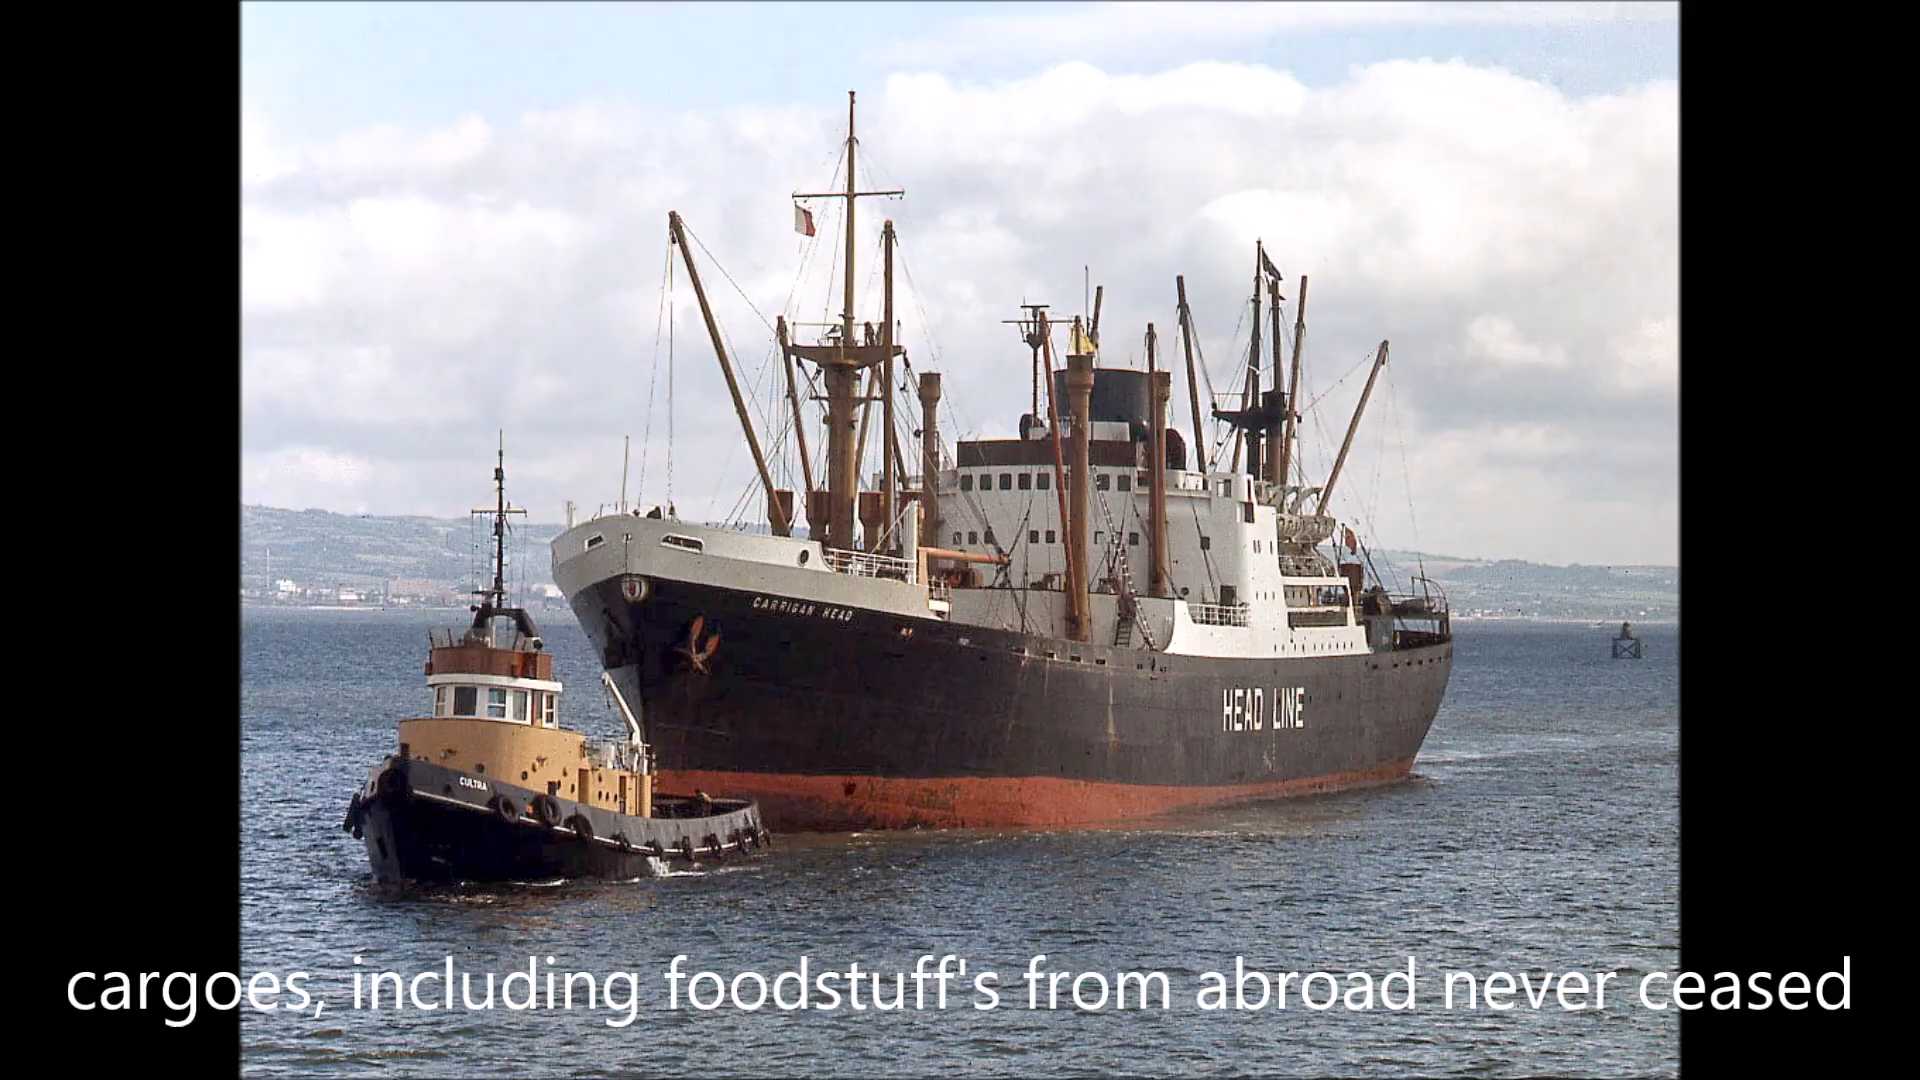 CARRIGAN HEAD
HEAD LINE
CULTRA
cargoes, including foodstuff's from abroad never ceased